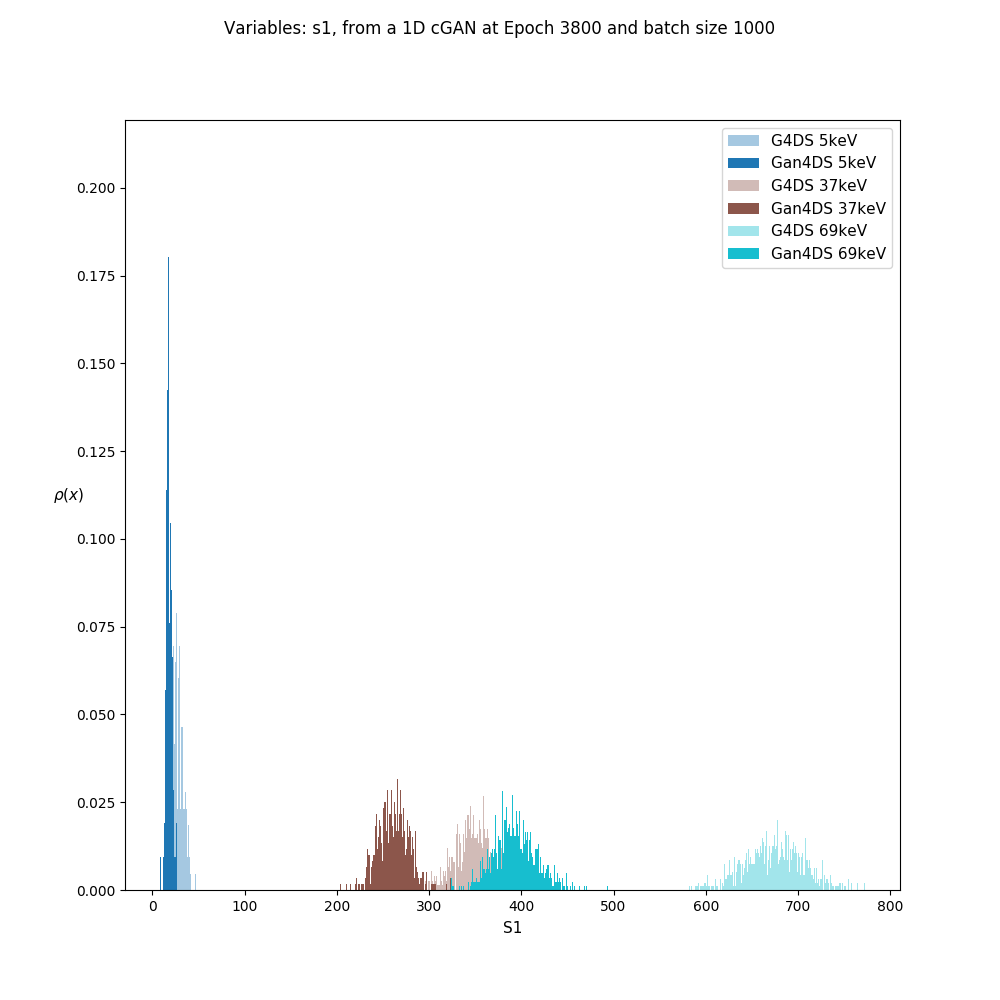 Variables: s1, from a 1D cGAN at Epoch 3800 and batch size 1000
G4DS 5keV
Gan4DS 5keV
G4DS 37keV
Gan4DS 37keV
G4DS 69keV
Gan4DS 69keV
0.200
0.175
0.150
0.125
ρ(x)
0.100
0.075
0.050
0.025
0.000
0 100 200 300 400 500 600 700 800
S1